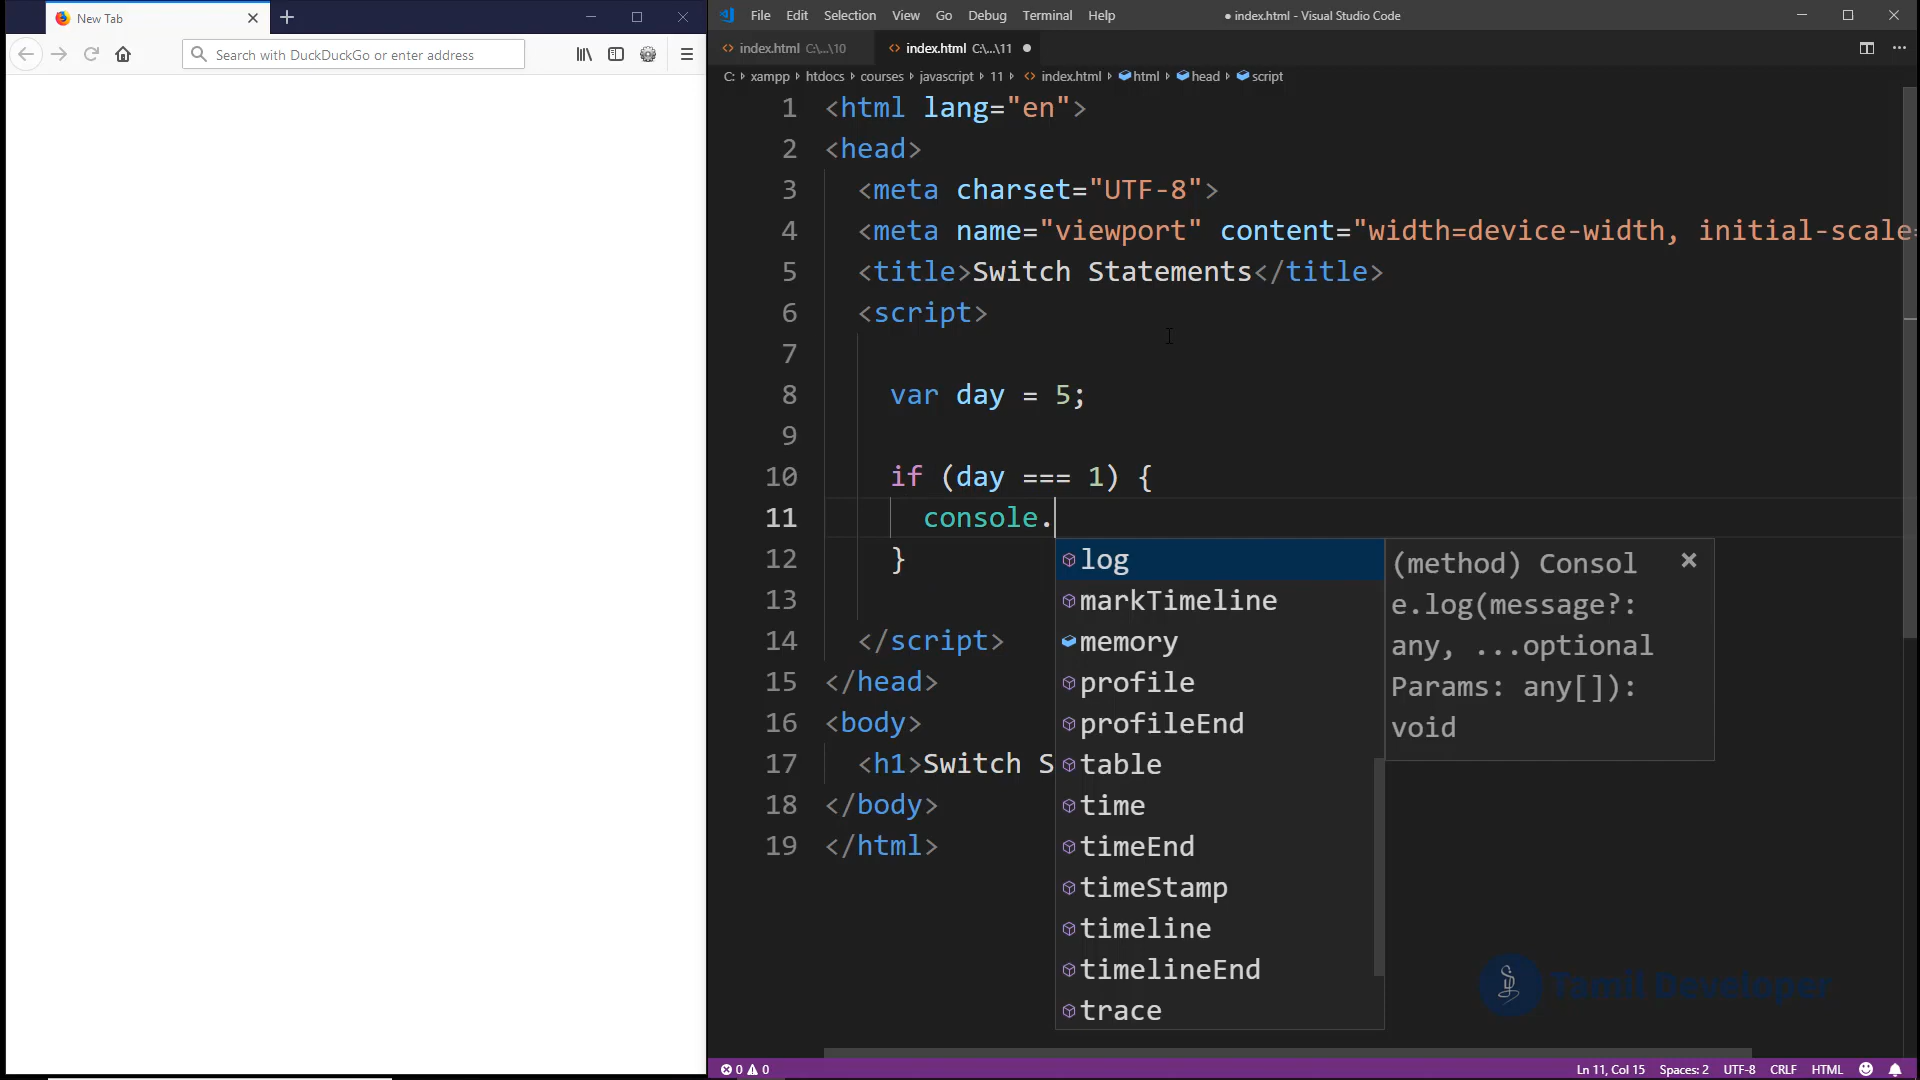 New Tab
Search with DuckDuckGo or enter address
File Edit Selection View Go Debug Terminal Help
● index.html - Visual Studio Code
index.html C:\...\10
index.html C:\...\11
C: › xampp › htdocs › courses › javascript › 11 › index.html › html › head › script
1 <html lang="en">
2 <head>
3 <meta charset="UTF-8">
4 <meta name="viewport" content="width=device-width, initial-scale=
5 <title>Switch Statements</title>
6 <script>
7
8 var day = 5;
9
10 if (day === 1) {
11 console.
12 }
13
14 </script>
15 </head>
16 <body>
17 <h1>Switch S
18 </body>
19 </html>
log
markTimeline
memory
profile
profileEnd
table
time
timeEnd
timeStamp
timeline
timelineEnd
trace
(method) Consol
e.log(message?:
any, ...optional
Params: any[]):
void
Tamil Developer
0 0
Ln 11, Col 15 Spaces: 2 UTF-8 CRLF HTML